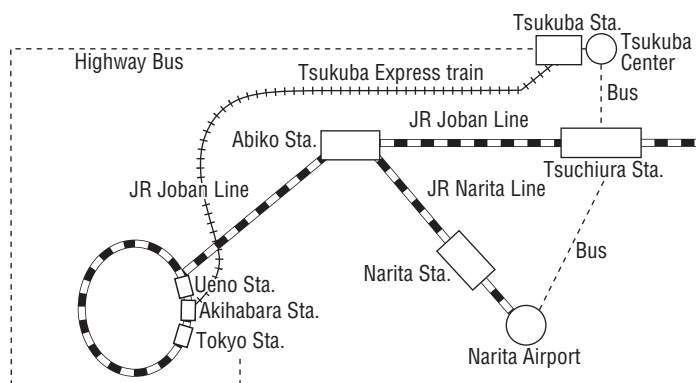 Tsukuba Sta.
Tsukuba
Center
Highway Bus
Tsukuba Express train
Bus
JR Joban Line
Abiko Sta.
Tsuchiura Sta.
JR Joban Line
JR Narita Line
Bus
Narita Sta.
Ueno Sta.
Akihabara Sta.
Tokyo Sta.
Narita Airport